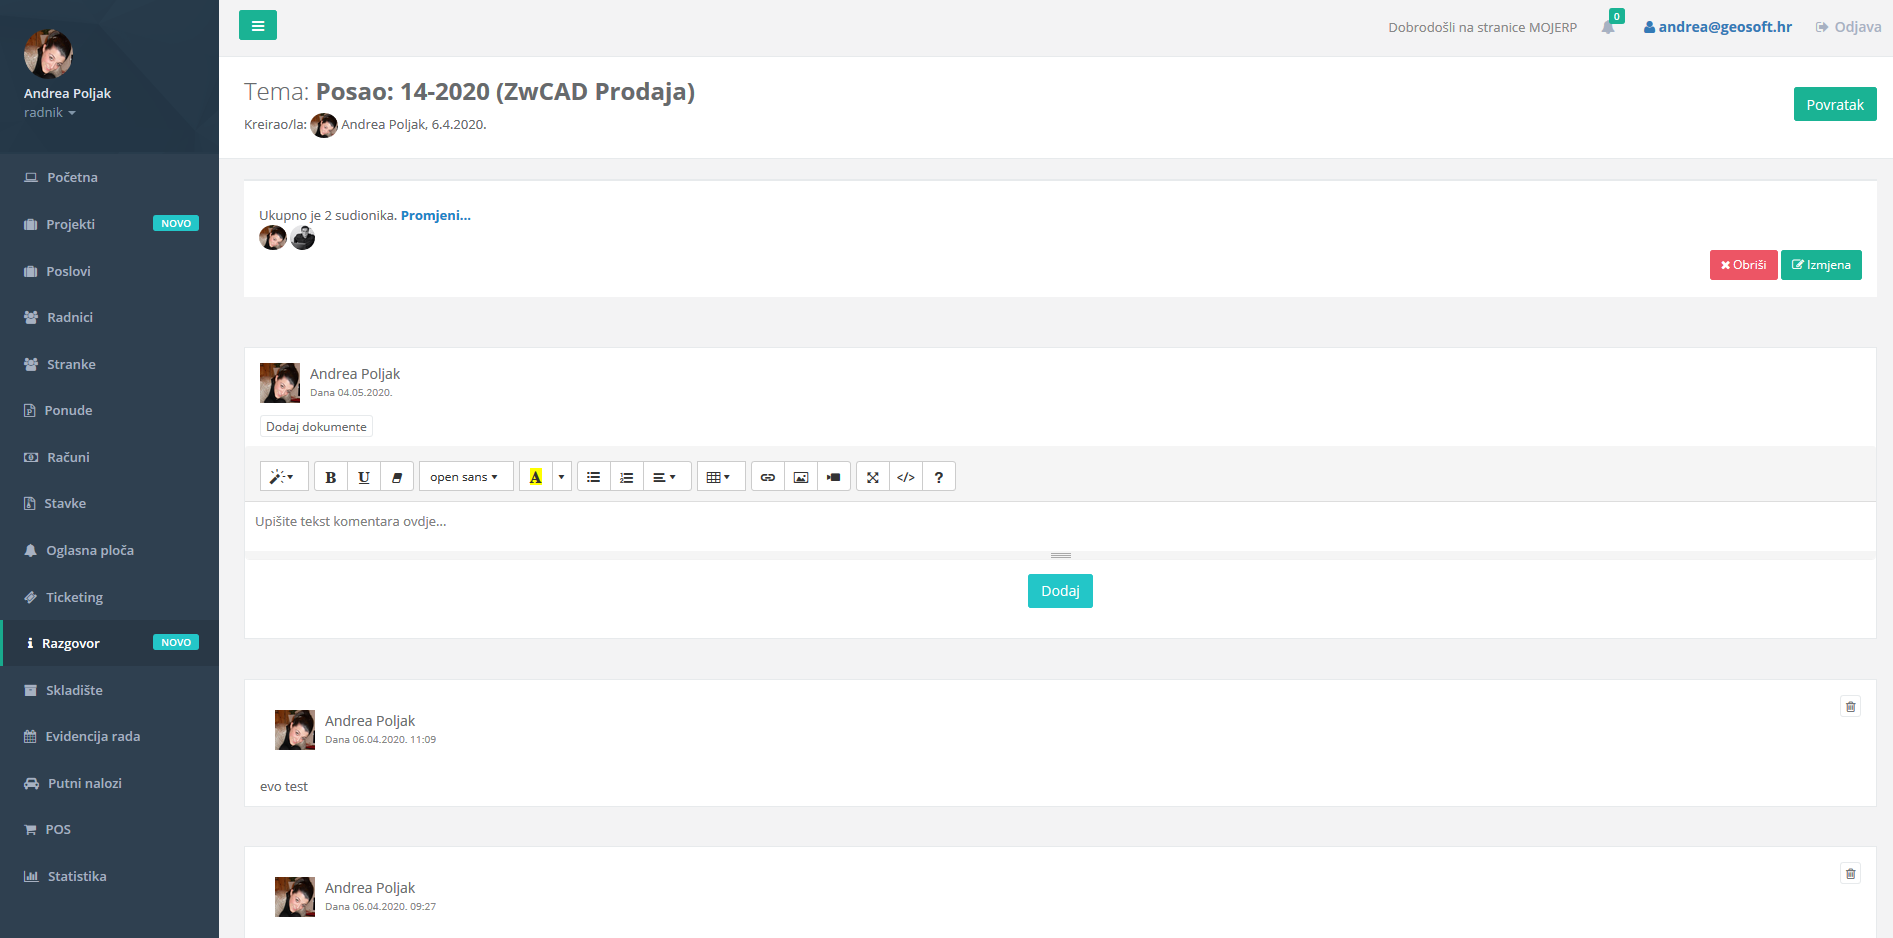 Andrea Poljak
radnik
Početna
Projekti NOVO
Poslovi
Radnici
Stranke
Ponude
Računi
Stavke
Oglasna ploča
Ticketing
Razgovor NOVO
Skladište
Evidencija rada
Putni nalozi
POS
Statistika
Dobrodošli na stranice MOJERP 0 andrea@geosoft.hr Odjava
Tema: Posao: 14-2020 (ZwCAD Prodaja)
Kreirao/la: Andrea Poljak, 6.4.2020.
Povratak
Ukupno je 2 sudionika. Promjeni...
Obriši Izmjena
Andrea Poljak
Dana 04.05.2020.
Dodaj dokumente
B U open sans A </> ?
Upišite tekst komentara ovdje...
Dodaj
Andrea Poljak
Dana 06.04.2020. 11:09
evo test
Andrea Poljak
Dana 06.04.2020. 09:27